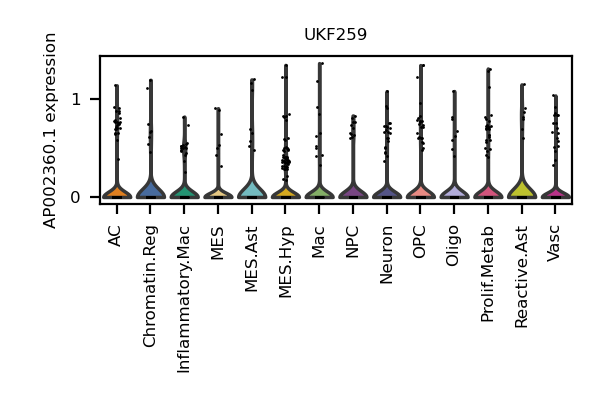 UKF259
AP002360.1 expression
1
0
AC
Chromatin.Reg
Inflammatory.Mac
MES
MES.Ast
MES.Hyp
Mac
NPC
Neuron
OPC
Oligo
Prolif.Metab
Reactive.Ast
Vasc